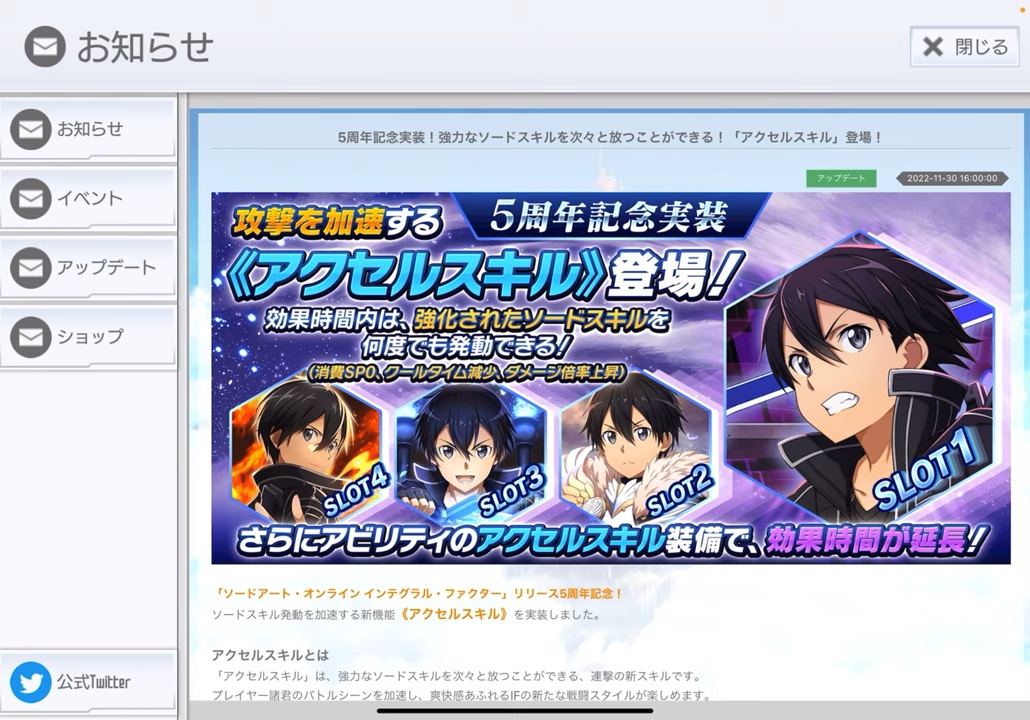 お知らせ
閉じる
お知らせ
イベント
アップデート
ショップ
公式Twitter
5周年記念実装！強力なソードスキルを次々と放つことができる！「アクセルスキル」登場！
アップデート
2022-11-30 16:00:00
攻撃を加速する
5周年記念実装
《アクセルスキル》登場！
効果時間内は、強化されたソードスキルを
何度でも発動できる！
(消費SP0、クールタイム減少、ダメージ倍率上昇)
SLOT4
SLOT3
SLOT2
SLOT1
さらにアビリティのアクセルスキル装備で、効果時間が延長！
「ソードアート・オンライン インテグラル・ファクター」リリース5周年記念！
ソードスキル発動を加速する新機能《アクセルスキル》を実装しました。
アクセルスキルとは
「アクセルスキル」は、強力なソードスキルを次々と放つことができる、連撃の新スキルです。
プレイヤー諸君のバトルシーンを加速し、爽快感あふれるIFの新たな戦闘スタイルが楽しめます。